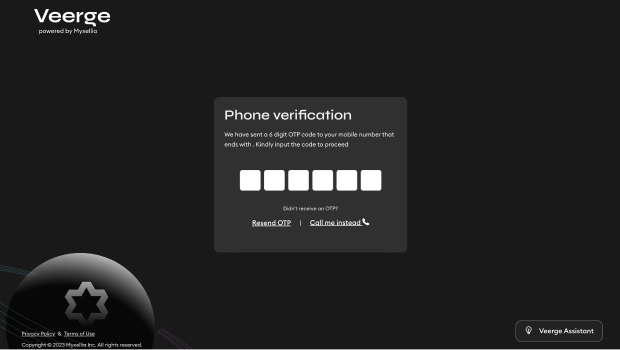 Veerge
powered by Myxellia
Phone verification
We have sent a 6 digit OTP code to your mobile number that
ends with . Kindly input the code to proceed
Didn't receive an OTP?
Resend OTP | Call me instead
Privacy Policy & Terms of Use
Copyright © 2023 Myxellia Inc. All rights reserved.
Veerge Assistant